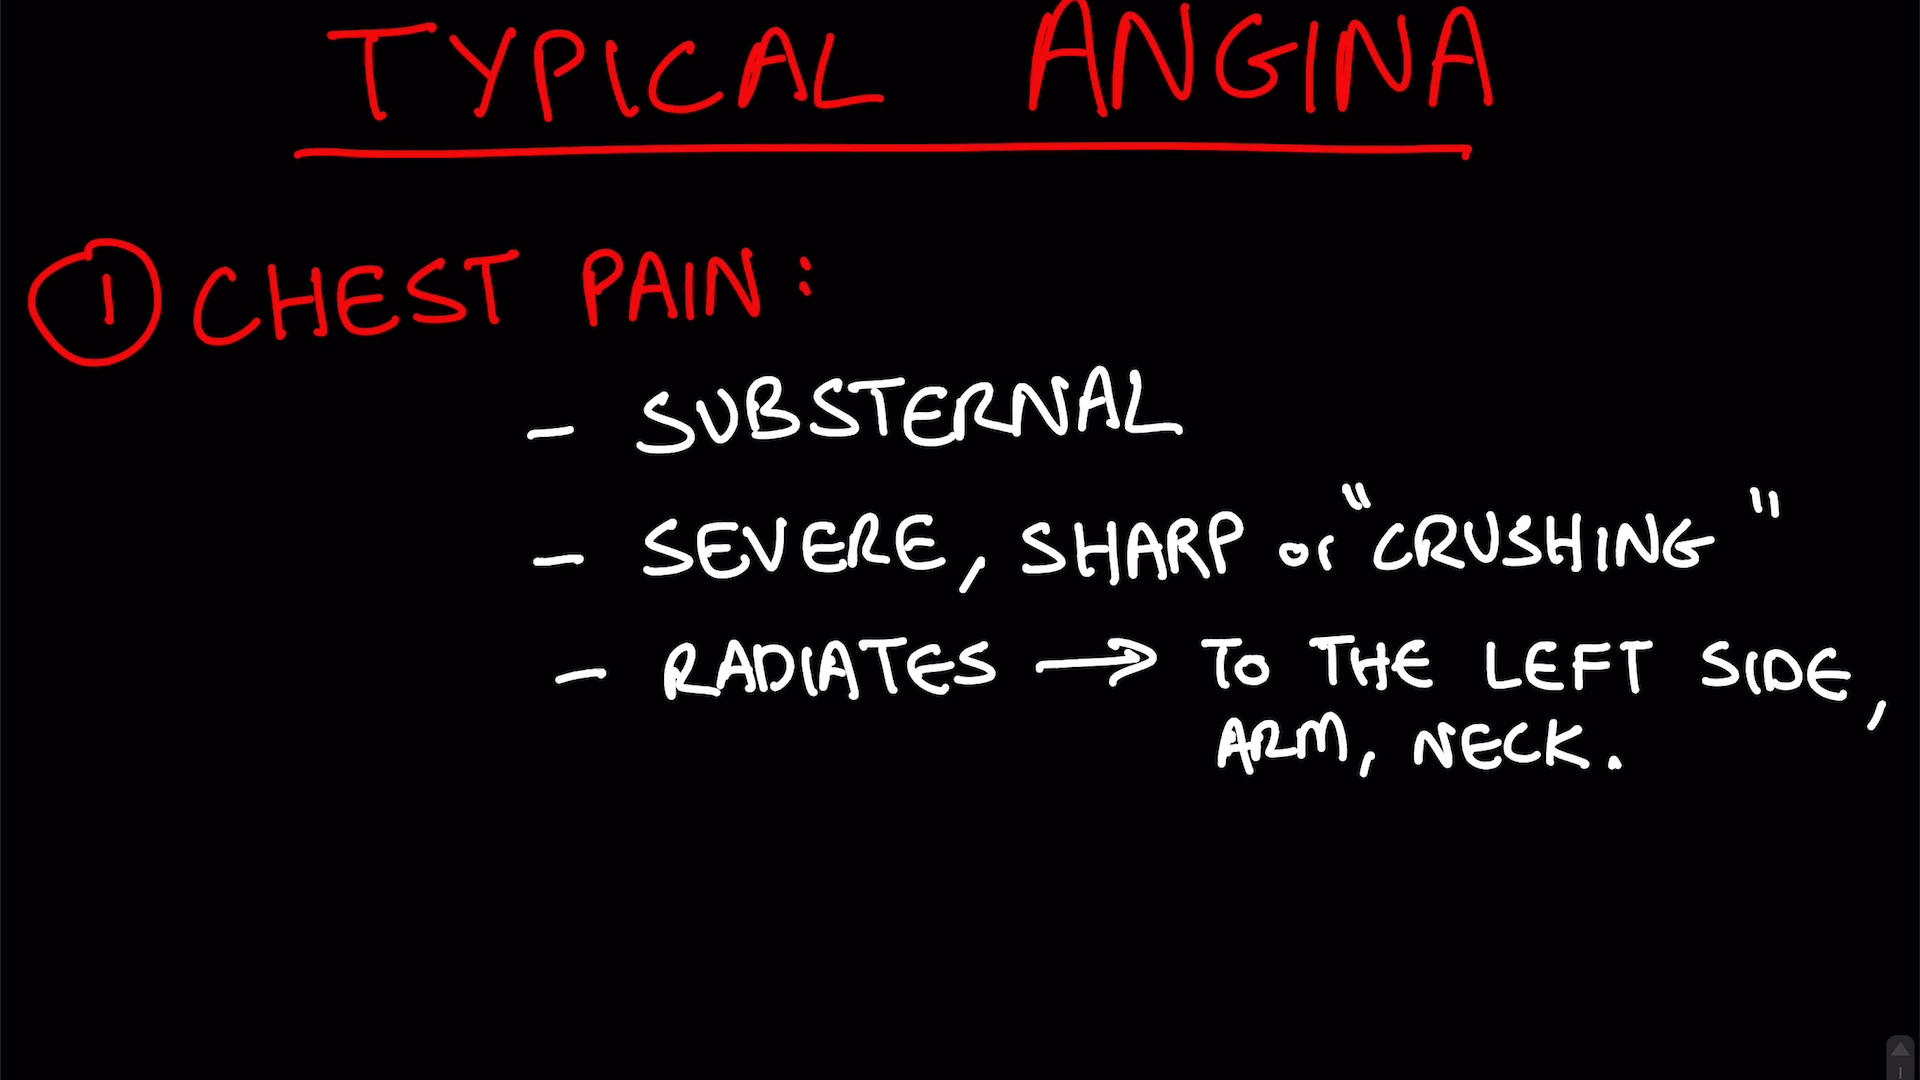 TYPICAL ANGINA
1 CHEST PAIN:
- SUBSTERNAL
- SEVERE, SHARP or "CRUSHING"
- RADIATES → TO THE LEFT SIDE,
ARM, NECK.